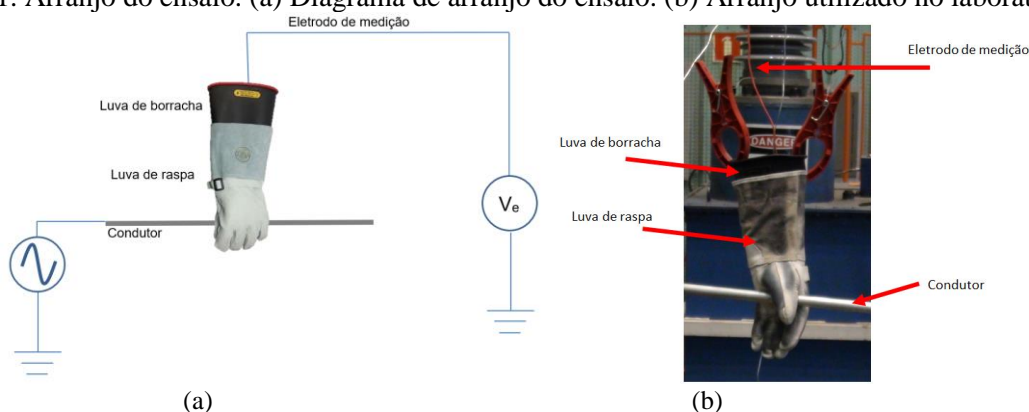 1. Arranjo do ensaio. (a) Diagrama de arranjo do ensaio. (b) Arranjo utilizado no laborat
Eletrodo de medição
Luva de borracha
Luva de raspa
Condutor
Ve
(a)
Eletrodo de medição
DANGER
Luva de borracha
Luva de raspa
Condutor
(b)